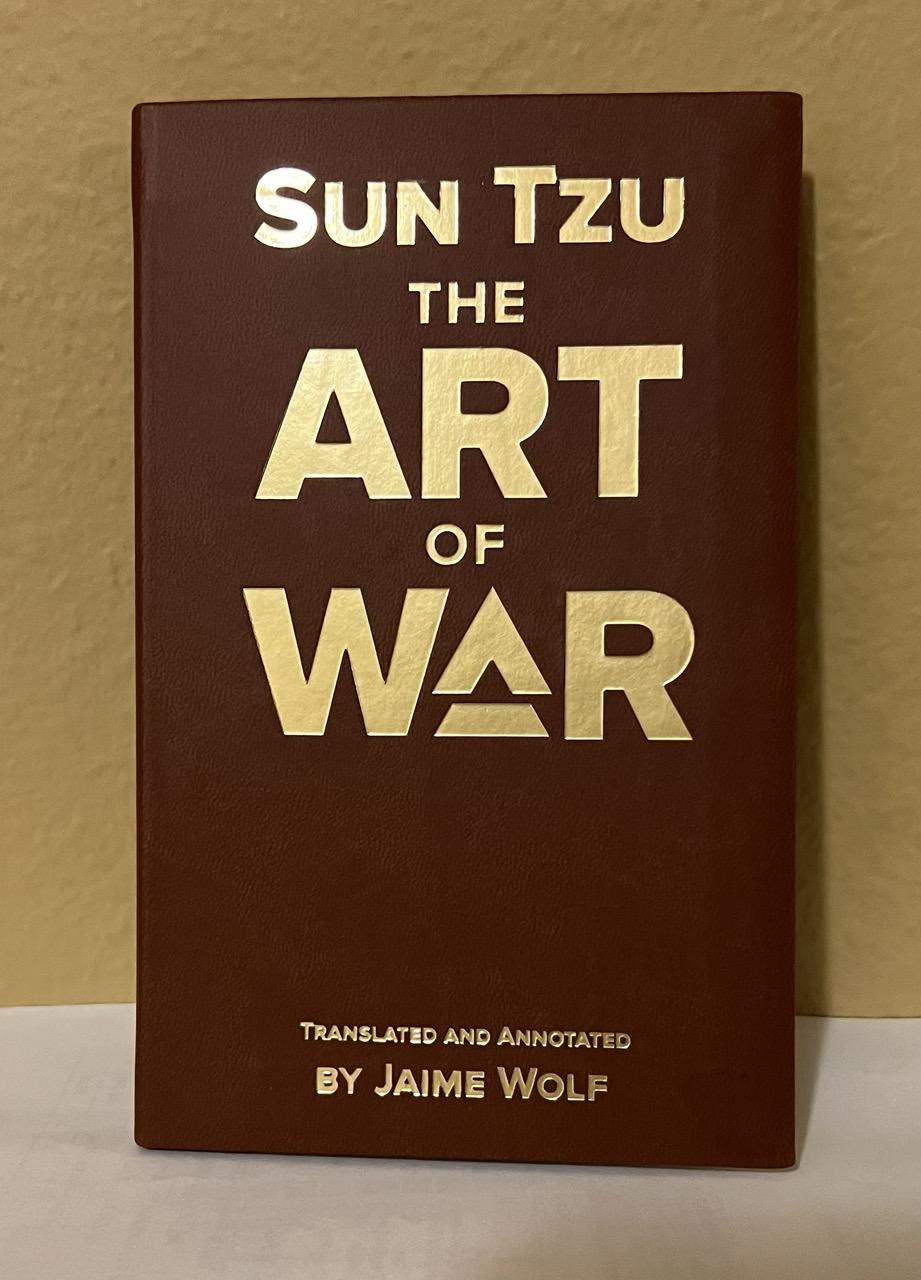 SUN TZU
THE
ART
OF
WAR
TRANSLATED AND ANNOTATED
BY JAIME WOLF